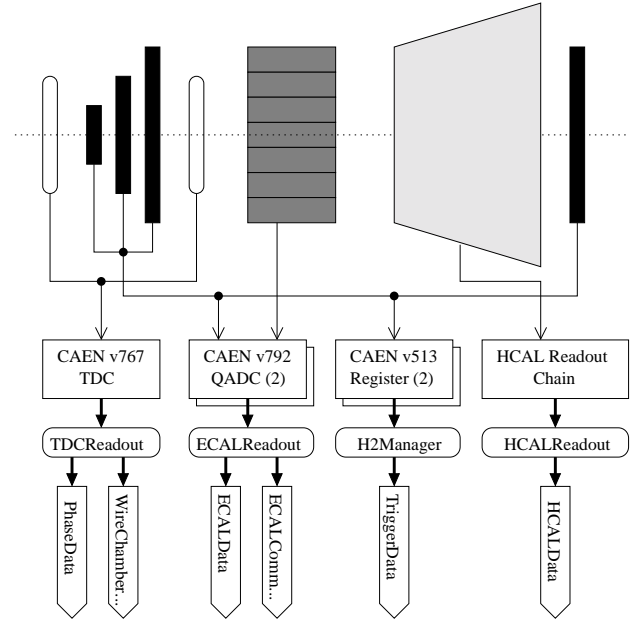 CAEN v767
TDC
CAEN v792
QADC (2)
CAEN v513
Register (2)
HCAL Readout
Chain
TDCReadout
ECALReadout
H2Manager
HCALReadout
PhaseData
WireChamber...
ECALData
ECALComm...
TriggerData
HCALData